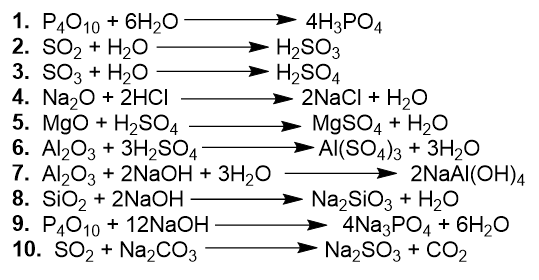 1. P₄O₁₀ + 6H₂O ⟶ 4H₃PO₄
2. SO₂ + H₂O ⟶ H₂SO₃
3. SO₃ + H₂O ⟶ H₂SO₄
4. Na₂O + 2HCl ⟶ 2NaCl + H₂O
5. MgO + H₂SO₄ ⟶ MgSO₄ + H₂O
6. Al₂O₃ + 3H₂SO₄ ⟶ Al(SO₄)₃ + 3H₂O
7. Al₂O₃ + 2NaOH + 3H₂O ⟶ 2NaAl(OH)₄
8. SiO₂ + 2NaOH ⟶ Na₂SiO₃ + H₂O
9. P₄O₁₀ + 12NaOH ⟶ 4Na₃PO₄ + 6H₂O
10. SO₂ + Na₂CO₃ ⟶ Na₂SO₃ + CO₂